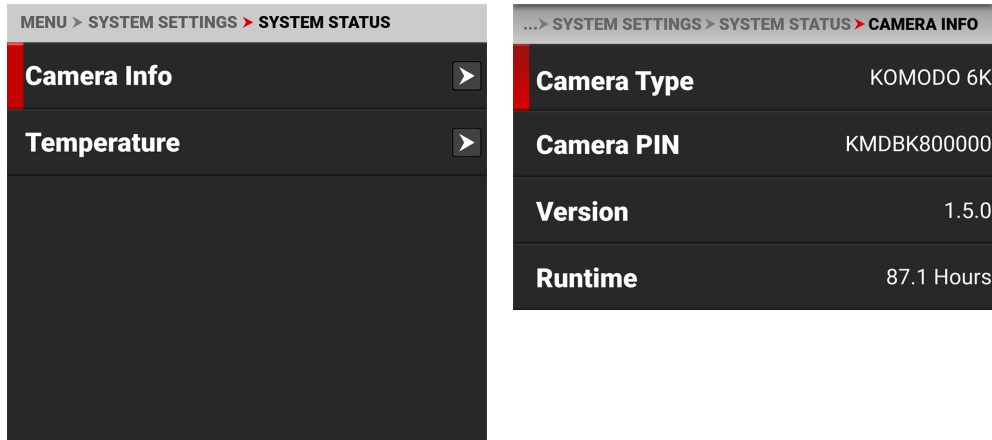 MENU > SYSTEM SETTINGS > SYSTEM STATUS
Camera Info
Temperature
...> SYSTEM SETTINGS > SYSTEM STATUS > CAMERA INFO
Camera Type KOMODO 6K
Camera PIN KMDBK800000
Version 1.5.0
Runtime 87.1 Hours